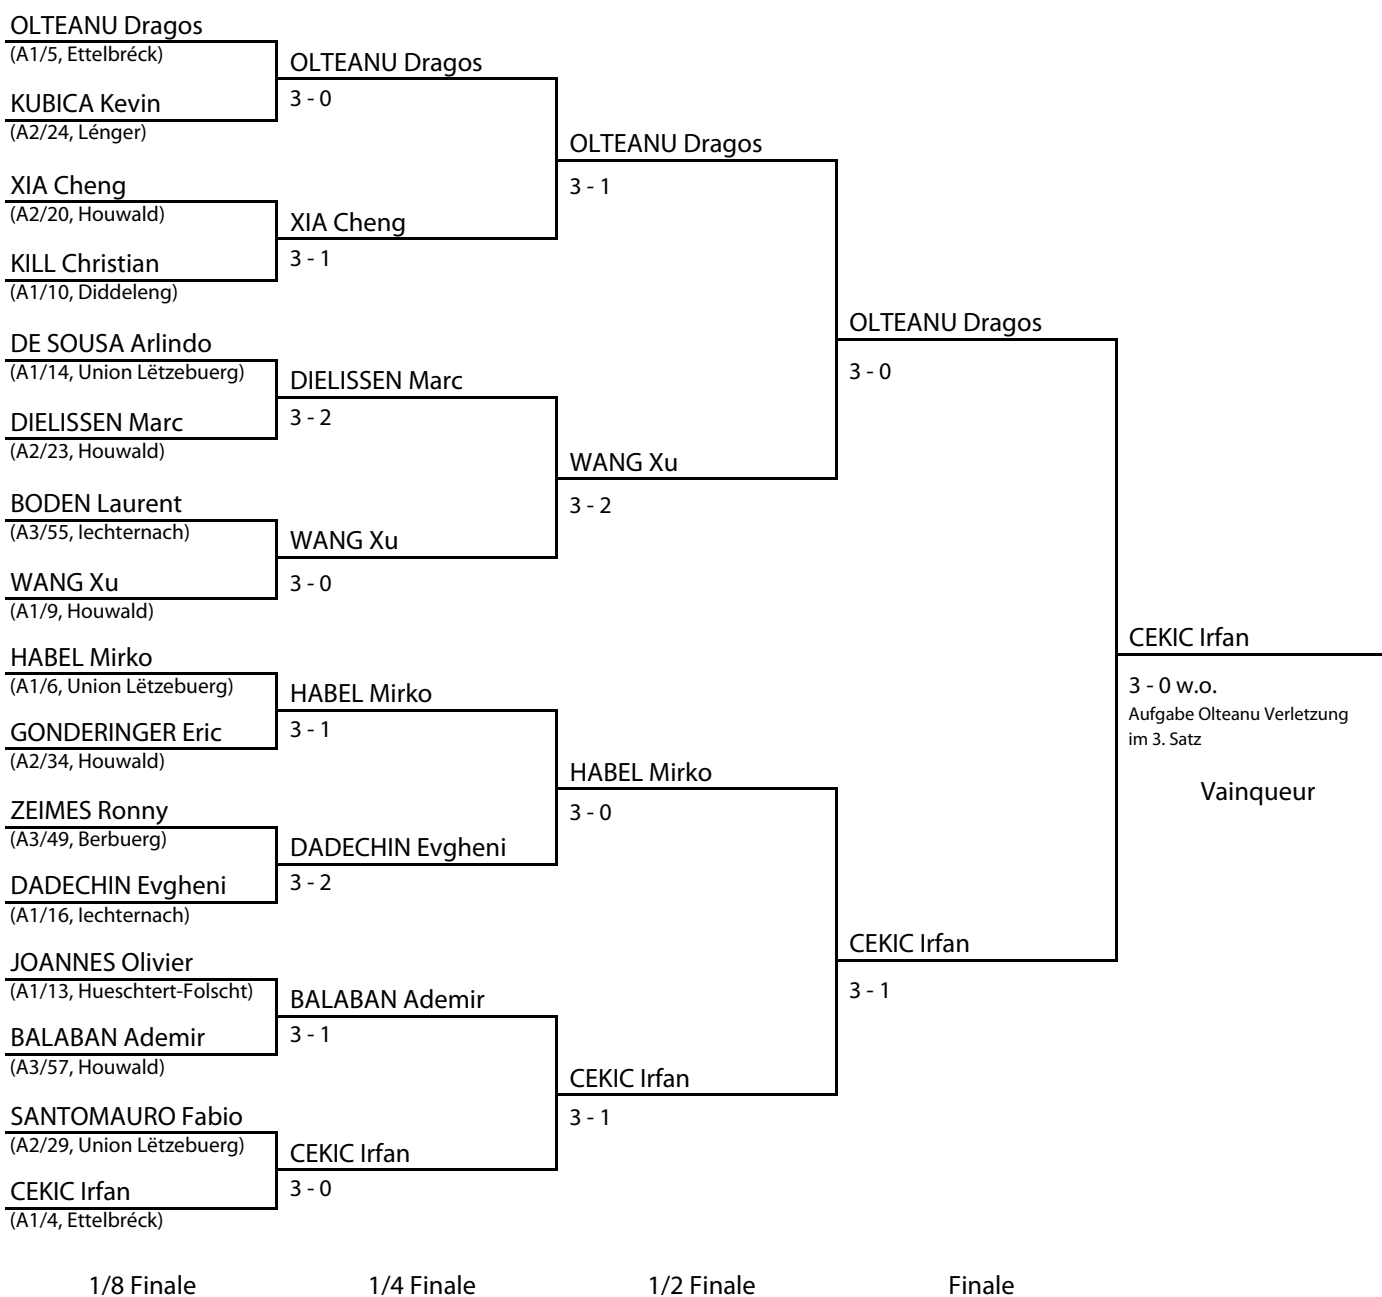 OLTEANU Dragos
(A1/5, Ettelbréck)
KUBICA Kevin
(A2/24, Lénger)
XIA Cheng
(A2/20, Houwald)
KILL Christian
(A1/10, Diddeleng)
DE SOUSA Arlindo
(A1/14, Union Lëtzebuerg)
DIELISSEN Marc
(A2/23, Houwald)
BODEN Laurent
(A3/55, Iechternach)
WANG Xu
(A1/9, Houwald)
HABEL Mirko
(A1/6, Union Lëtzebuerg)
GONDERINGER Eric
(A2/34, Houwald)
ZEIMES Ronny
(A3/49, Berbuerg)
DADECHIN Evgheni
(A1/16, Iechternach)
JOANNES Olivier
(A1/13, Hueschtert-Folscht)
BALABAN Ademir
(A3/57, Houwald)
SANTOMAURO Fabio
(A2/29, Union Lëtzebuerg)
CEKIC Irfan
(A1/4, Ettelbréck)
1/8 Finale
OLTEANU Dragos
3 - 0
XIA Cheng
3 - 1
DIELISSEN Marc
3 - 2
WANG Xu
3 - 0
HABEL Mirko
3 - 1
DADECHIN Evgheni
3 - 2
BALABAN Ademir
3 - 1
CEKIC Irfan
3 - 0
1/4 Finale
OLTEANU Dragos
3 - 1
WANG Xu
3 - 2
HABEL Mirko
3 - 0
CEKIC Irfan
3 - 1
1/2 Finale
OLTEANU Dragos
3 - 0
CEKIC Irfan
3 - 1
Finale
CEKIC Irfan
3 - 0 w.o.
Aufgabe Olteanu Verletzung
im 3. Satz
Vainqueur